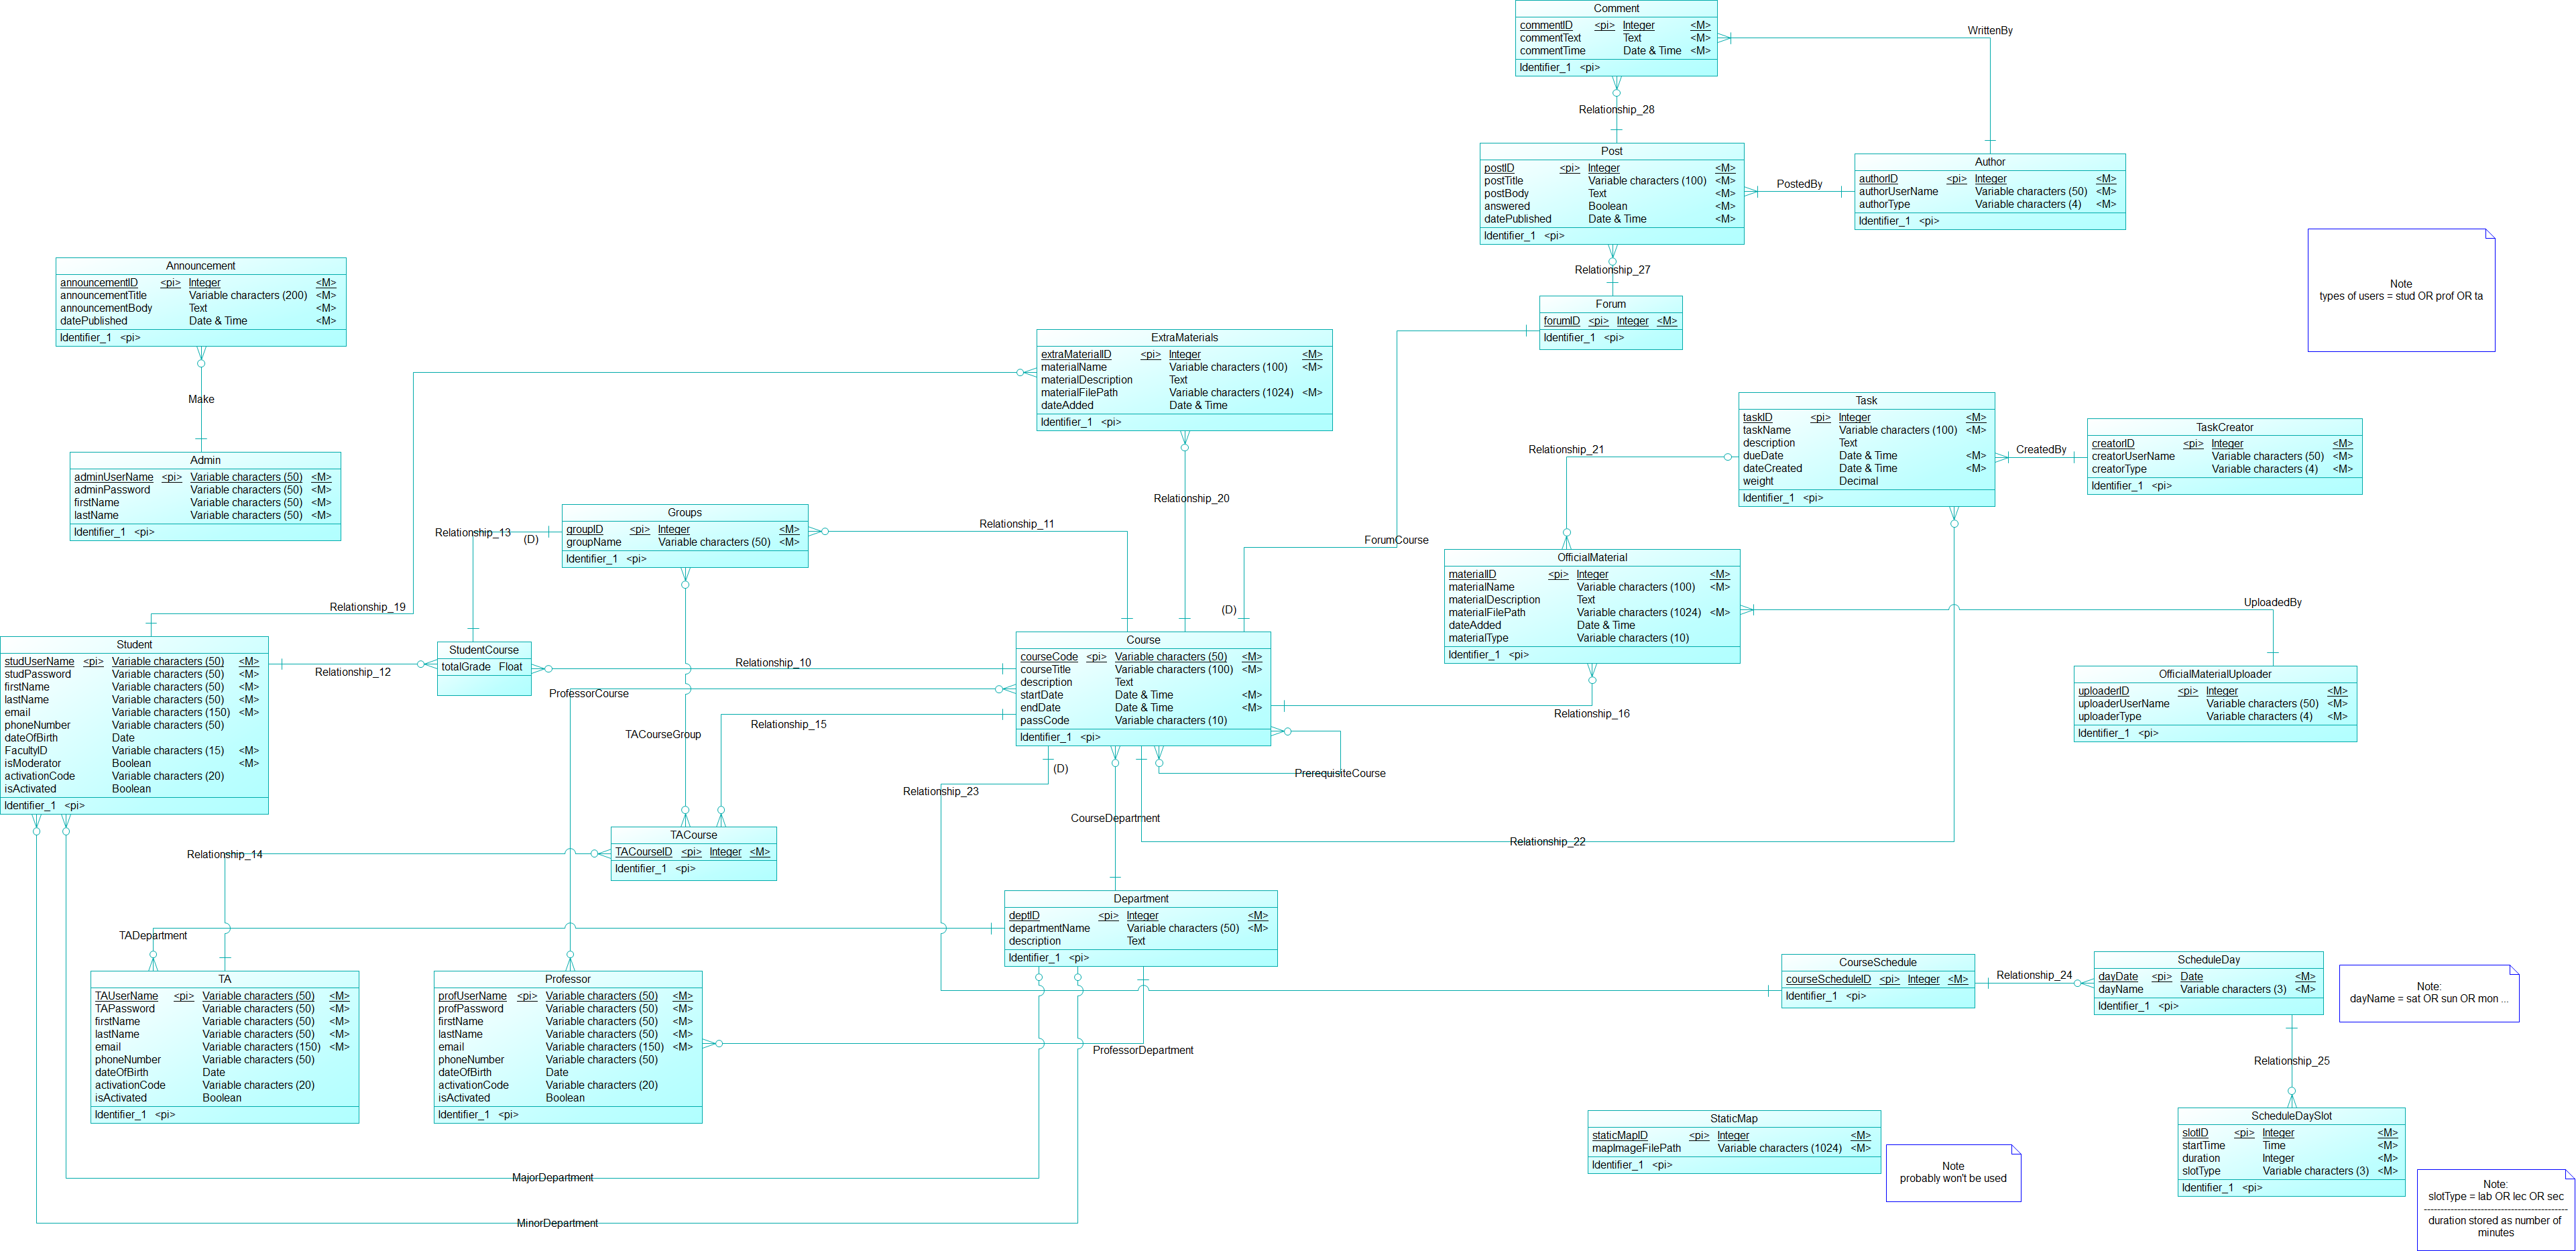 Comment
commentID <pi> Integer <M>
commentText Text <M>
commentTime Date & Time <M>
Identifier_1 <pi>
WrittenBy
Relationship_28
Post
postID <pi> Integer <M>
postTitle Variable characters (100) <M>
postBody Text <M>
answered Boolean <M>
datePublished Date & Time <M>
Identifier_1 <pi>
PostedBy
Author
authorID <pi> Integer <M>
authorUserName Variable characters (50) <M>
authorType Variable characters (4) <M>
Identifier_1 <pi>
Note
types of users = stud OR prof OR ta
Relationship_27
Forum
forumID <pi> Integer <M>
Identifier_1 <pi>
Announcement
announcementID <pi> Integer <M>
announcementTitle Variable characters (200) <M>
announcementBody Text <M>
datePublished Date & Time <M>
Identifier_1 <pi>
Make
Admin
adminUserName <pi> Variable characters (50) <M>
adminPassword Variable characters (50) <M>
firstName Variable characters (50) <M>
lastName Variable characters (50) <M>
Identifier_1 <pi>
ExtraMaterials
extraMaterialID <pi> Integer <M>
materialName Variable characters (100) <M>
materialDescription Text
materialFilePath Variable characters (1024) <M>
dateAdded Date & Time
Identifier_1 <pi>
Relationship_20
Task
taskID <pi> Integer <M>
taskName Variable characters (100) <M>
description Text
dueDate Date & Time <M>
dateCreated Date & Time <M>
weight Decimal
Identifier_1 <pi>
CreatedBy
TaskCreator
creatorID <pi> Integer <M>
creatorUserName Variable characters (50) <M>
creatorType Variable characters (4) <M>
Identifier_1 <pi>
Relationship_21
Relationship_13
(D)
Groups
groupID <pi> Integer <M>
groupName Variable characters (50) <M>
Identifier_1 <pi>
Relationship_11
ForumCourse
(D)
OfficialMaterial
materialID <pi> Integer <M>
materialName Variable characters (100) <M>
materialDescription Text
materialFilePath Variable characters (1024) <M>
dateAdded Date & Time
materialType Variable characters (10)
Identifier_1 <pi>
UploadedBy
OfficialMaterialUploader
uploaderID <pi> Integer <M>
uploaderUserName Variable characters (50) <M>
uploaderType Variable characters (4) <M>
Identifier_1 <pi>
Relationship_19
Student
studUserName <pi> Variable characters (50) <M>
studPassword Variable characters (50) <M>
firstName Variable characters (50) <M>
lastName Variable characters (50) <M>
email Variable characters (150) <M>
phoneNumber Variable characters (50)
dateOfBirth Date
FacultyID Variable characters (15) <M>
isModerator Boolean <M>
activationCode Variable characters (20)
isActivated Boolean
Identifier_1 <pi>
Relationship_12
StudentCourse
totalGrade Float
Relationship_10
ProfessorCourse
Relationship_15
TACourseGroup
Course
courseCode <pi> Variable characters (50) <M>
courseTitle Variable characters (100) <M>
description Text
startDate Date & Time <M>
endDate Date & Time <M>
passCode Variable characters (10)
Identifier_1 <pi>
Relationship_16
PrerequisiteCourse
(D)
Relationship_23
CourseDepartment
Relationship_22
TACourse
TACourseID <pi> Integer <M>
Identifier_1 <pi>
Relationship_14
Department
deptID <pi> Integer <M>
departmentName Variable characters (50) <M>
description Text
Identifier_1 <pi>
TADepartment
TA
TAUserName <pi> Variable characters (50) <M>
TAPassword Variable characters (50) <M>
firstName Variable characters (50) <M>
lastName Variable characters (50) <M>
email Variable characters (150) <M>
phoneNumber Variable characters (50)
dateOfBirth Date
activationCode Variable characters (20)
isActivated Boolean
Identifier_1 <pi>
Professor
profUserName <pi> Variable characters (50) <M>
profPassword Variable characters (50) <M>
firstName Variable characters (50) <M>
lastName Variable characters (50) <M>
email Variable characters (150) <M>
phoneNumber Variable characters (50)
dateOfBirth Date
activationCode Variable characters (20)
isActivated Boolean
Identifier_1 <pi>
ProfessorDepartment
CourseSchedule
courseScheduleID <pi> Integer <M>
Identifier_1 <pi>
Relationship_24
ScheduleDay
dayDate <pi> Date <M>
dayName Variable characters (3) <M>
Identifier_1 <pi>
Note:
dayName = sat OR sun OR mon ...
Relationship_25
StaticMap
staticMapID <pi> Integer <M>
mapImageFilePath Variable characters (1024) <M>
Identifier_1 <pi>
Note
probably won't be used
ScheduleDaySlot
slotID <pi> Integer <M>
startTime Time <M>
duration Integer <M>
slotType Variable characters (3) <M>
Identifier_1 <pi>
Note:
slotType = lab OR lec OR sec
------------------------------------------------
duration stored as number of
minutes
MajorDepartment
MinorDepartment